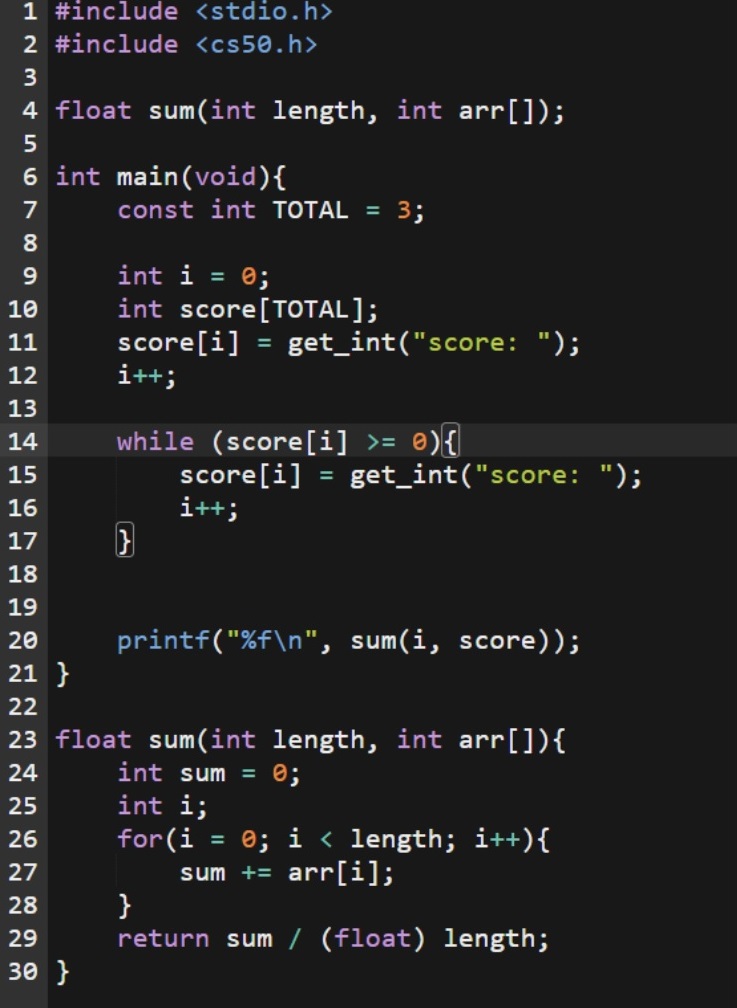 1 #include <stdio.h>
2 #include <cs50.h>
3
4 float sum(int length, int arr[]);
5
6 int main(void){
7     const int TOTAL = 3;
8
9     int i = 0;
10     int score[TOTAL];
11     score[i] = get_int("score: ");
12     i++;
13
14     while (score[i] >= 0){
15         score[i] = get_int("score: ");
16         i++;
17     }
18
19
20     printf("%f\n", sum(i, score));
21 }
22
23 float sum(int length, int arr[]){
24     int sum = 0;
25     int i;
26     for(i = 0; i < length; i++){
27         sum += arr[i];
28     }
29     return sum / (float) length;
30 }